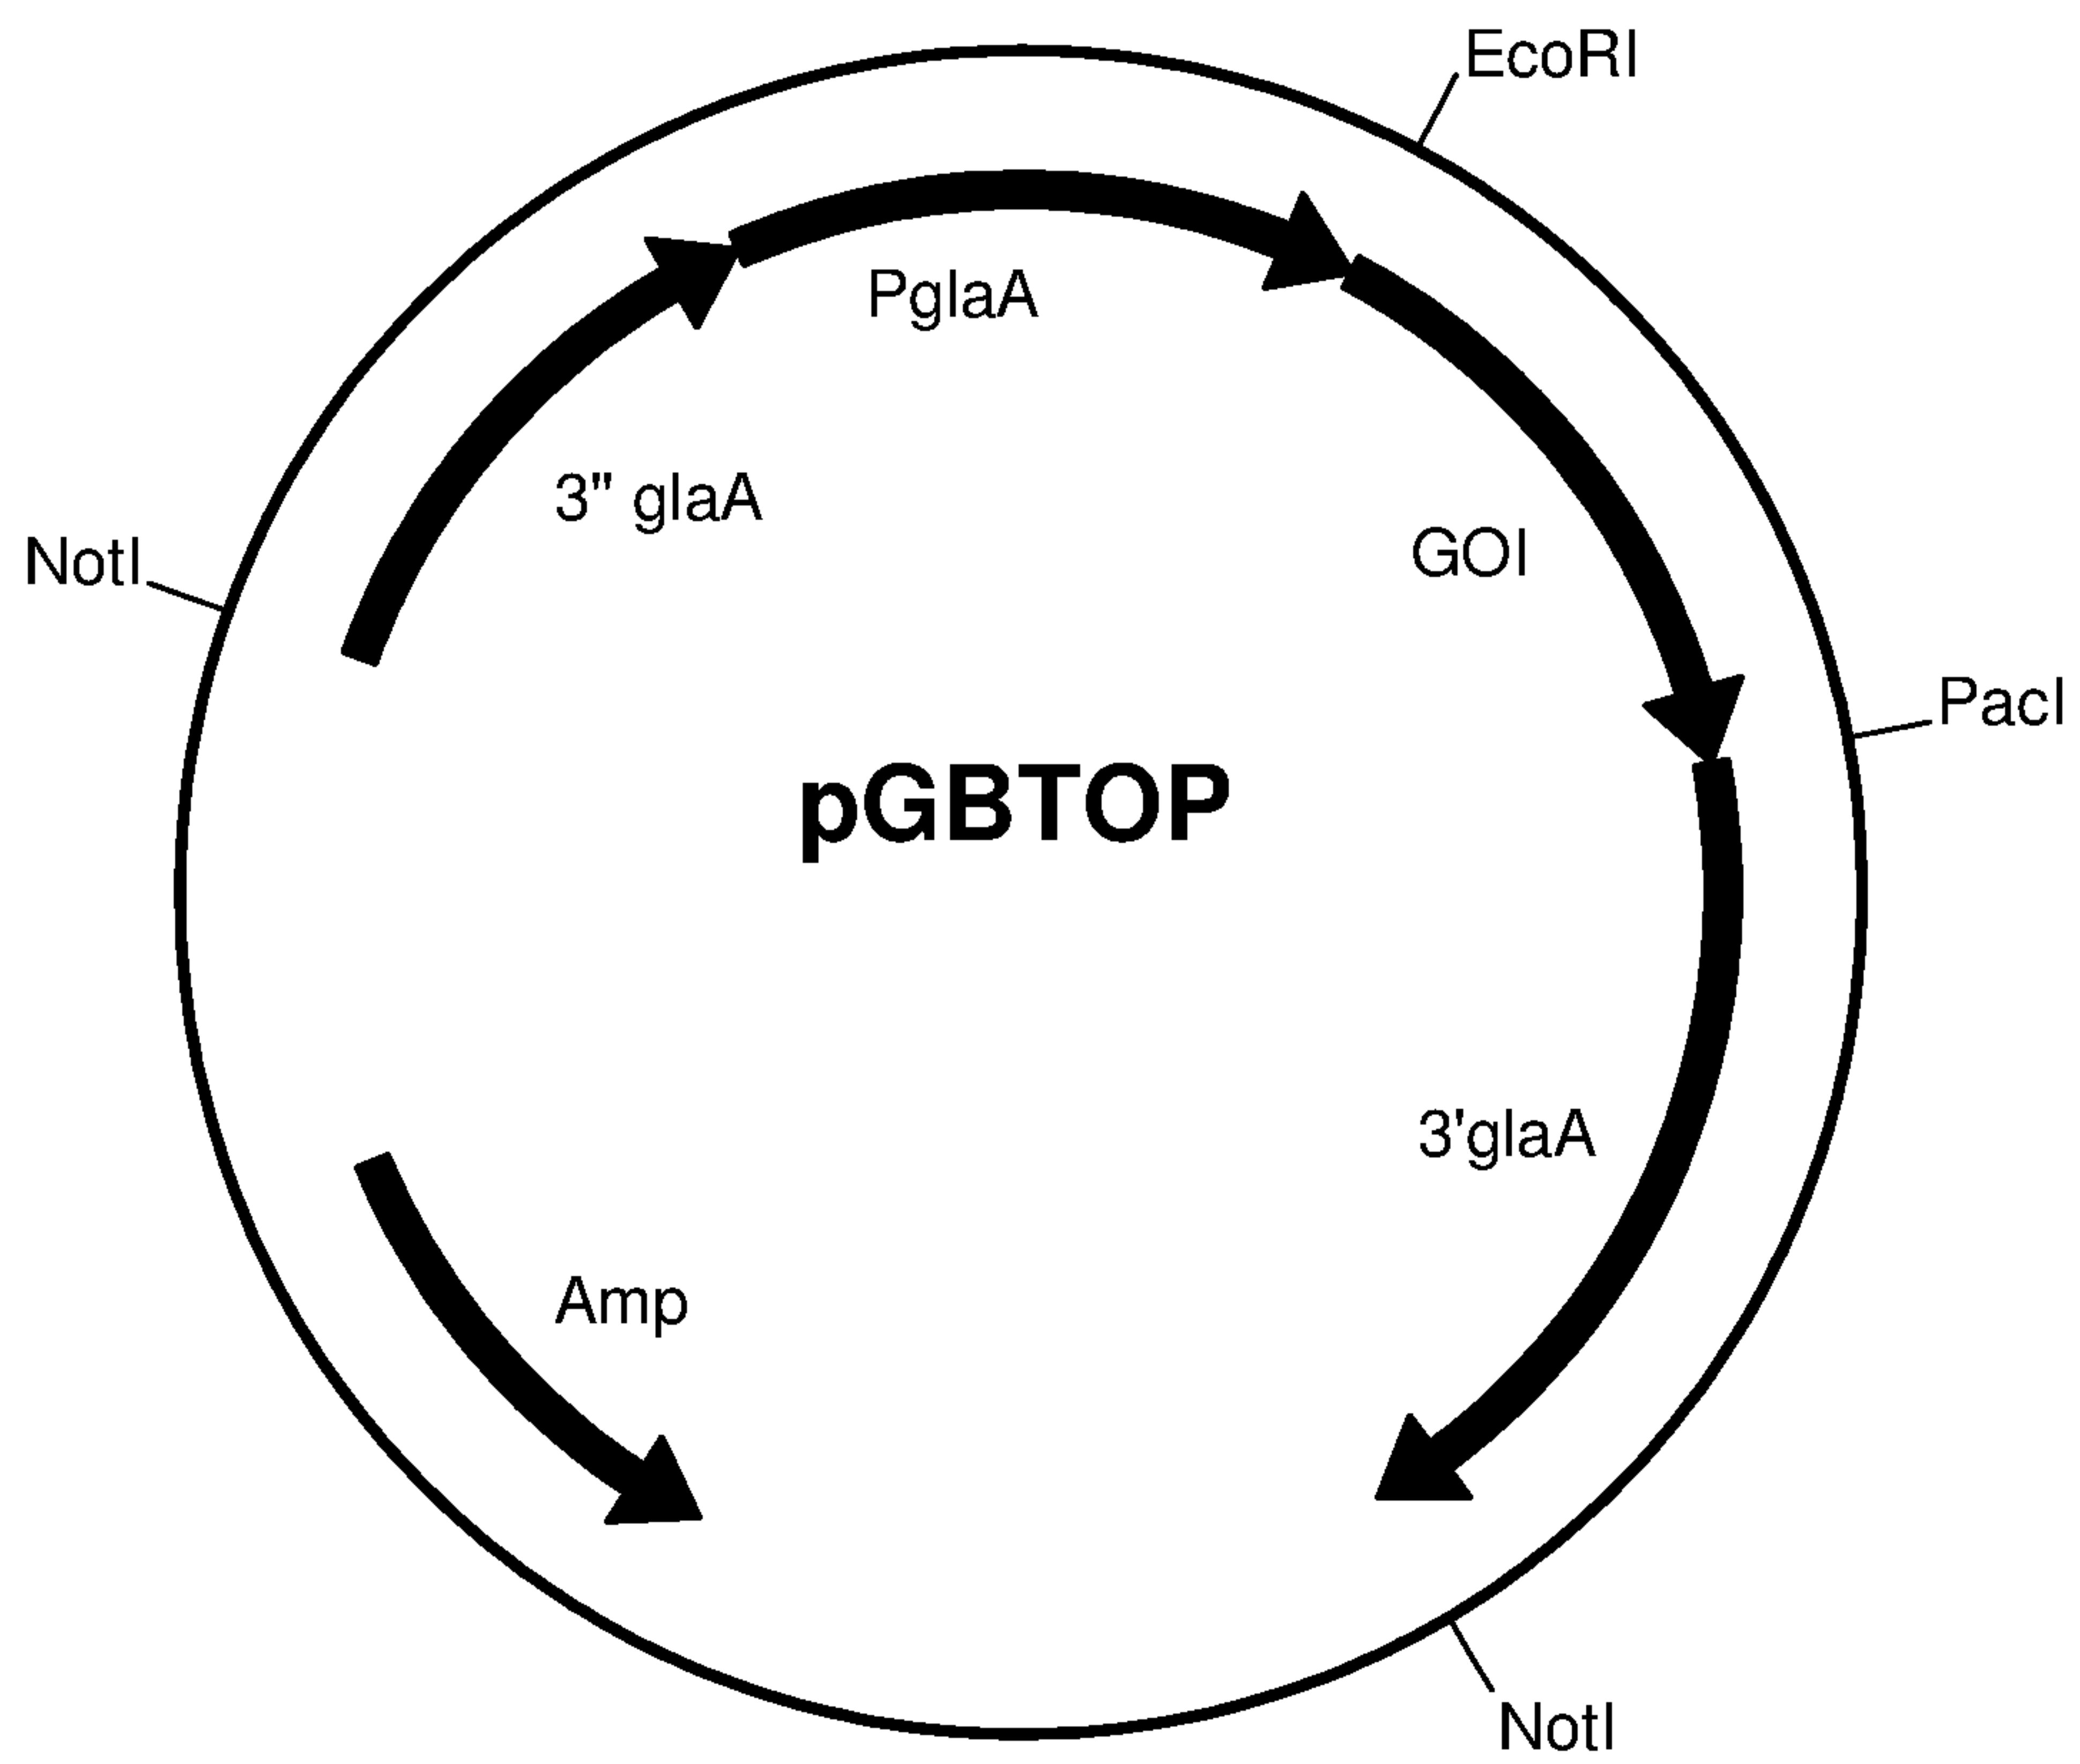 EcoRI
PglaA
3" glaA
GOI
NotI
PacI
pGBTOP
3'glaA
Amp
NotI